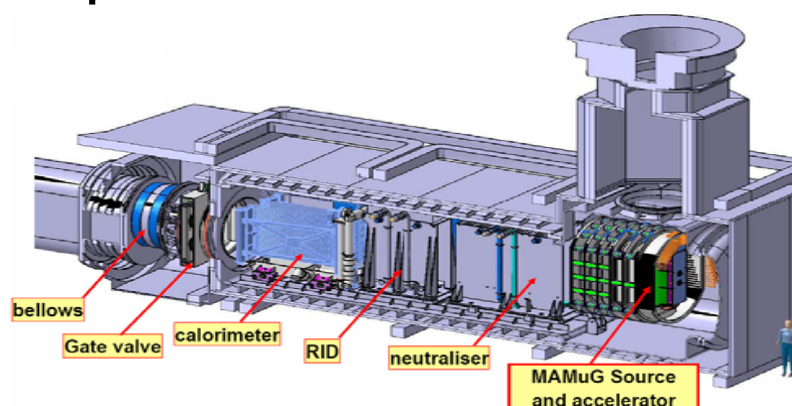 bellows
Gate valve
calorimeter
RID
neutraliser
MAMuG Source
and accelerator